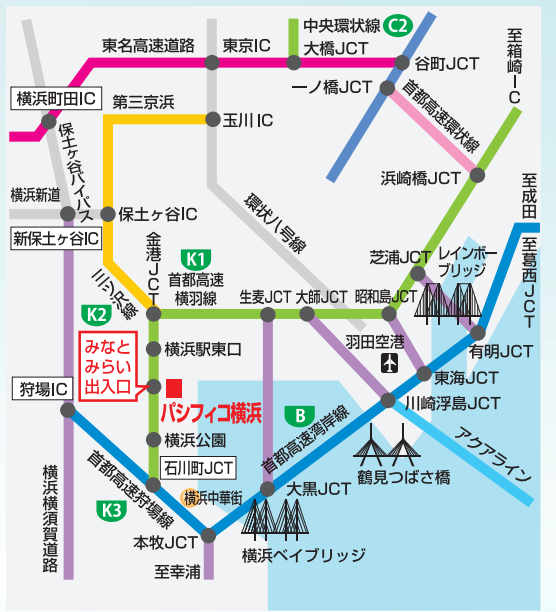 中央環状線
C2
東名高速道路
東京IC
大橋JCT
谷町JCT
至箱崎IC
一ノ橋JCT
首都高速環状線
横浜町田IC
第三京浜
玉川IC
保土ヶ谷バイパス
浜崎橋JCT
至成田
至葛西JCT
横浜新道
保土ヶ谷IC
新保土ヶ谷IC
環状八号線
金港JCT
K1
首都高速
横羽線
芝浦JCT
レインボー
ブリッジ
三ツ沢線
K2
生麦JCT
大師JCT
昭和島JCT
横浜駅東口
羽田空港
有明JCT
みなと
みらい
出入口
東海JCT
狩場IC
パシフィコ横浜
B
首都高速湾岸線
川崎浮島JCT
横浜公園
アクアライン
鶴見つばさ橋
石川町JCT
首都高速狩場線
横浜中華街
大黒JCT
K3
横浜横須賀道路
本牧JCT
横浜ベイブリッジ
至幸浦